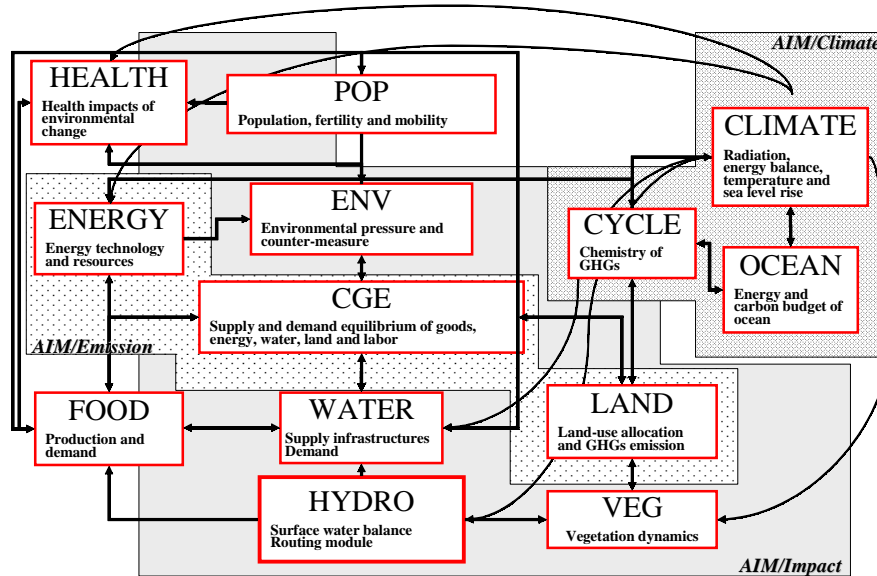 AIM/Climate
HEALTH
Health impacts of
environmental
change
POP
Population, fertility and mobility
CLIMATE
Radiation,
energy balance,
temperature and
sea level rise
ENERGY
Energy technology
and resources
ENV
Environmental pressure and
counter-measure
CYCLE
Chemistry of
GHGs
OCEAN
Energy and
carbon budget of
ocean
CGE
Supply and demand equilibrium of goods,
energy, water, land and labor
AIM/Emission
FOOD
Production and
demand
WATER
Supply infrastructures
Demand
LAND
Land-use allocation
and GHGs emission
HYDRO
Surface water balance
Routing module
VEG
Vegetation dynamics
AIM/Impact